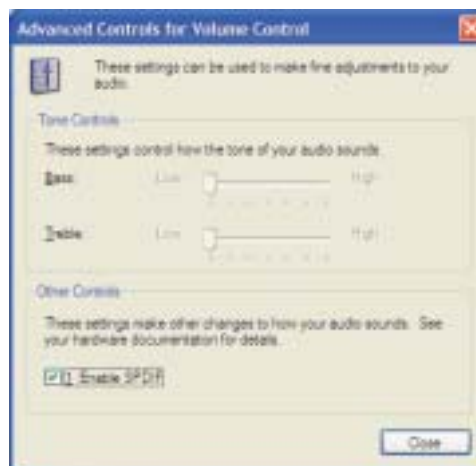 Advanced Controls for Volume Control
These settings can be used to make fine adjustments to your
audio.
Tone Controls
These settings control how the tone of your audio sounds.
Bass: Low High
Treble: Low High
Other Controls
These settings make other changes to how your audio sounds. See
your hardware documentation for details.
1 Enable SPDIF
Close